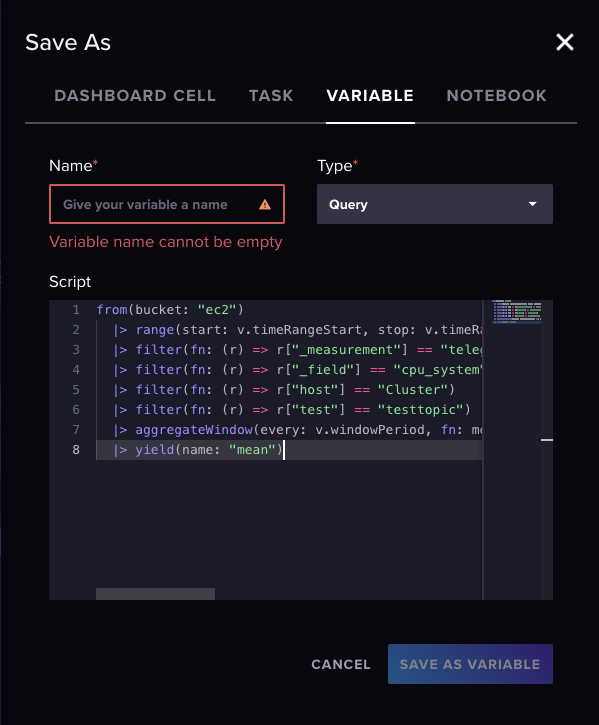 Save As
DASHBOARD CELL TASK VARIABLE NOTEBOOK
Name* Type*
Give your variable a name Query
Variable name cannot be empty
Script
1 from(bucket: "ec2")
2 |> range(start: v.timeRangeStart, stop: v.timeRa
3 |> filter(fn: (r) => r["_measurement"] == "teleg
4 |> filter(fn: (r) => r["_field"] == "cpu_system"
5 |> filter(fn: (r) => r["host"] == "Cluster")
6 |> filter(fn: (r) => r["test"] == "testtopic")
7 |> aggregateWindow(every: v.windowPeriod, fn: me
8 |> yield(name: "mean")
CANCEL SAVE AS VARIABLE